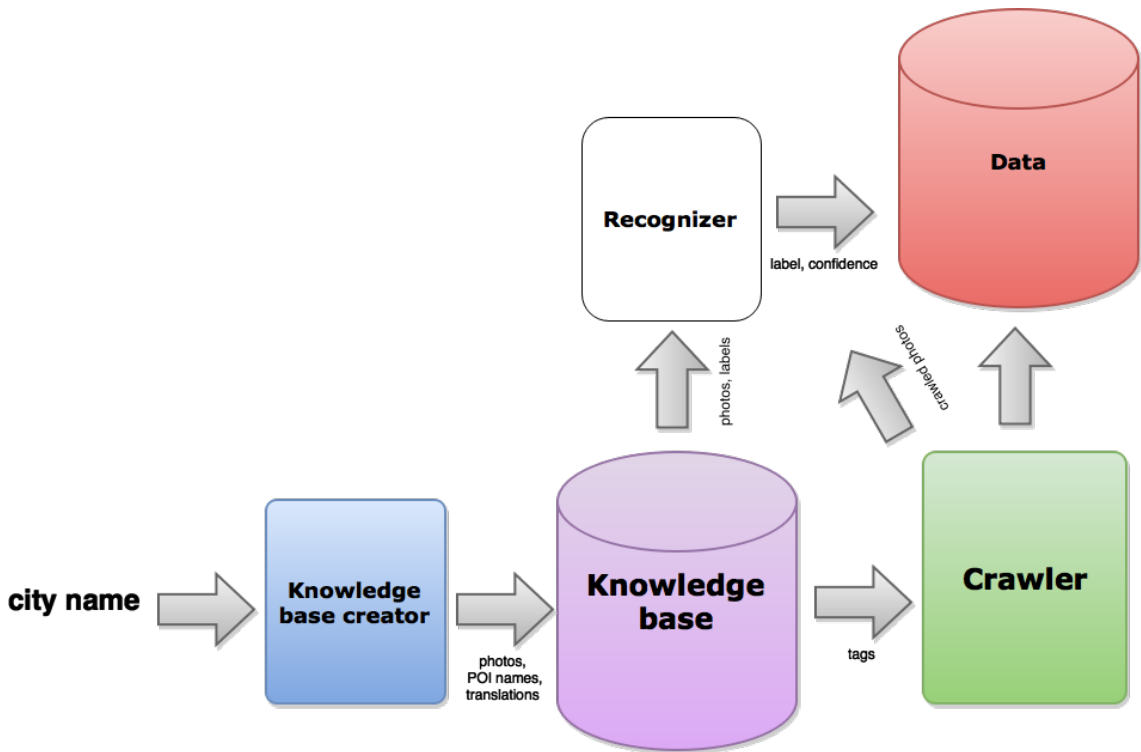 Data
Recognizer
label, confidence
photos, labels
crawled photos
city name
Knowledge
base creator
photos,
POI names,
translations
Knowledge
base
tags
Crawler